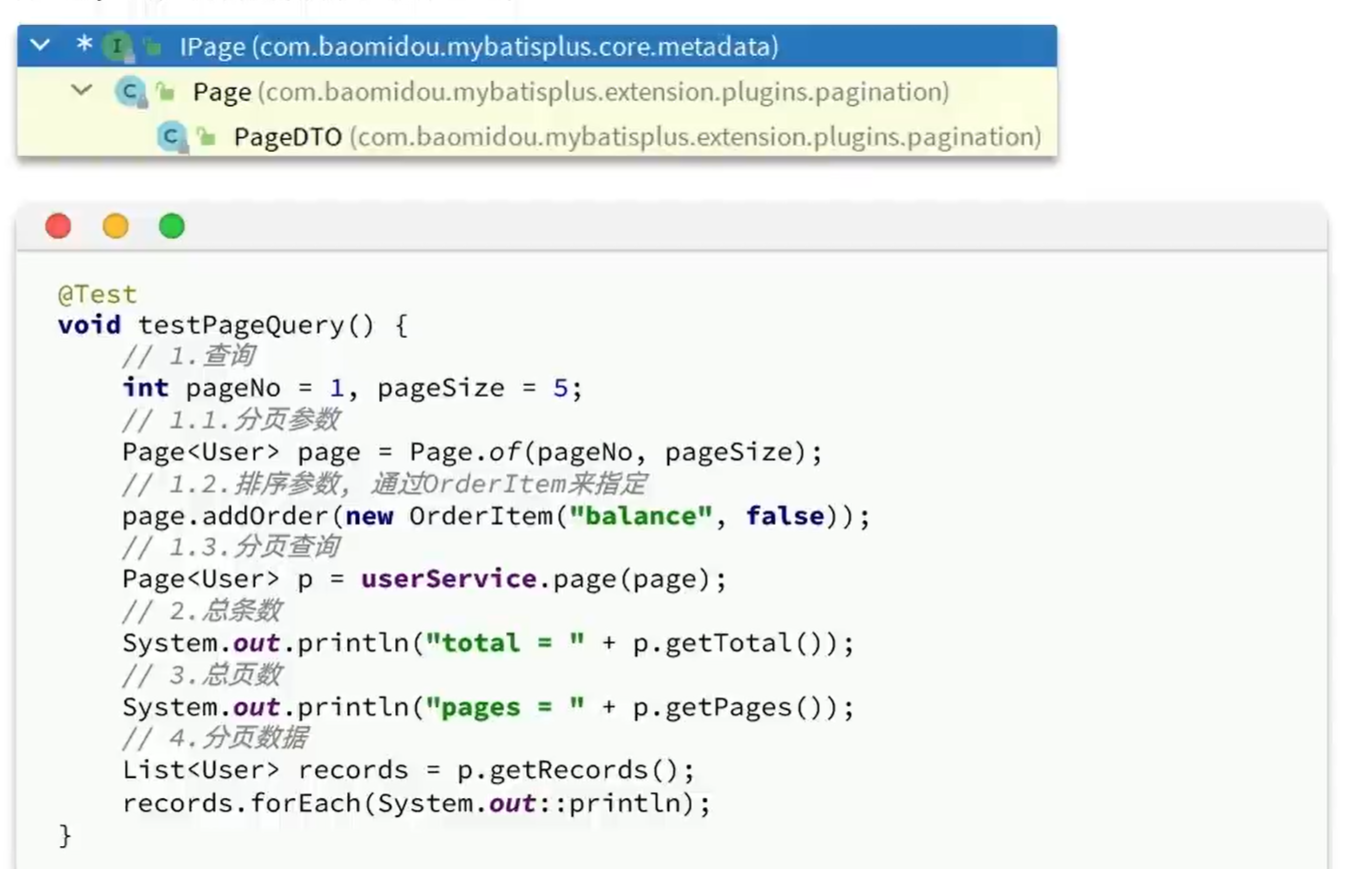 IPage (com.baomidou.mybatisplus.core.metadata)
Page (com.baomidou.mybatisplus.extension.plugins.pagination)
PageDTO (com.baomidou.mybatisplus.extension.plugins.pagination)
@Test
void testPageQuery() {
// 1.查询
int pageNo = 1, pageSize = 5;
// 1.1.分页参数
Page<User> page = Page.of(pageNo, pageSize);
// 1.2.排序参数, 通过OrderItem来指定
page.addOrder(new OrderItem("balance", false));
// 1.3.分页查询
Page<User> p = userService.page(page);
// 2.总条数
System.out.println("total = " + p.getTotal());
// 3.总页数
System.out.println("pages = " + p.getPages());
// 4.分页数据
List<User> records = p.getRecords();
records.forEach(System.out::println);
}